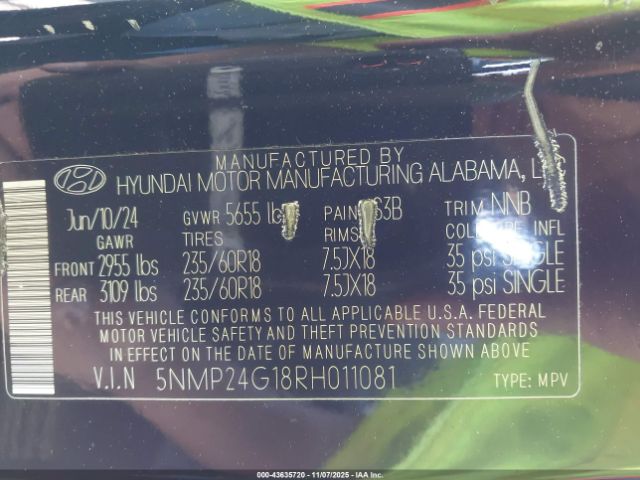 MANUFACTURED BY
HYUNDAI MOTOR MANUFACTURING ALABAMA,
Jun/10/24 GVWR 5655 TRIM NNB
GAWR TIRES RIMS COLD INFL
FRONT 2955 lbs 235/60R18 7.5JX18 35 psi SINGLE
REAR 3109 lbs 235/60R18 7.5JX18 35 psi SINGLE
THIS VEHICLE CONFORMS TO ALL APPLICABLE U.S.A. FEDERAL
MOTOR VEHICLE SAFETY AND THEFT PREVENTION STANDARDS
IN EFFECT ON THE DATE OF MANUFACTURE SHOWN ABOVE.
V.I.N 5NMP24G18RH011081 TYPE: MPV
000-43635720 — 11/07/2025 — IAA Inc.